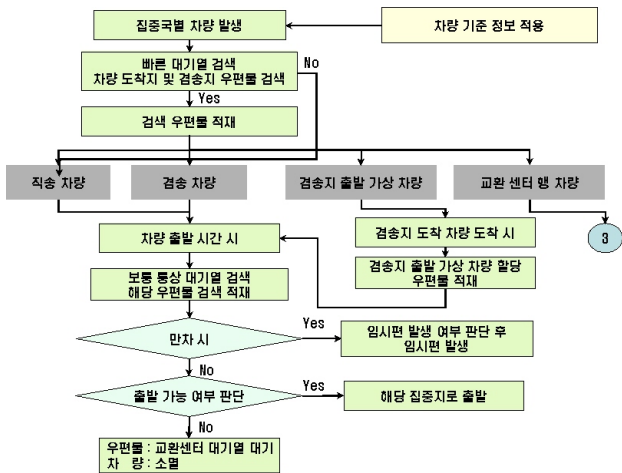 집중국별 차량 발생
차량 기준 정보 적용
빠른 대기열 검색
차량 도착지 및 겸송지 우편물 검색
No
Yes
검색 우편물 적재
직송 차량
겸송 차량
겸송지 출발 가상 차량
교환 센터 행 차량
차량 출발 시간 시
겸송지 도착 차량 도착 시
3
보통 통상 대기열 검색
해당 우편물 검색 적재
겸송지 출발 가상 차량 할당
우편물 적재
만차 시
Yes
임시편 발생 여부 판단 후
임시편 발생
No
출발 가능 여부 판단
Yes
해당 집중지로 출발
No
우편물 : 교환센터 대기열 대기
차 량 : 소멸